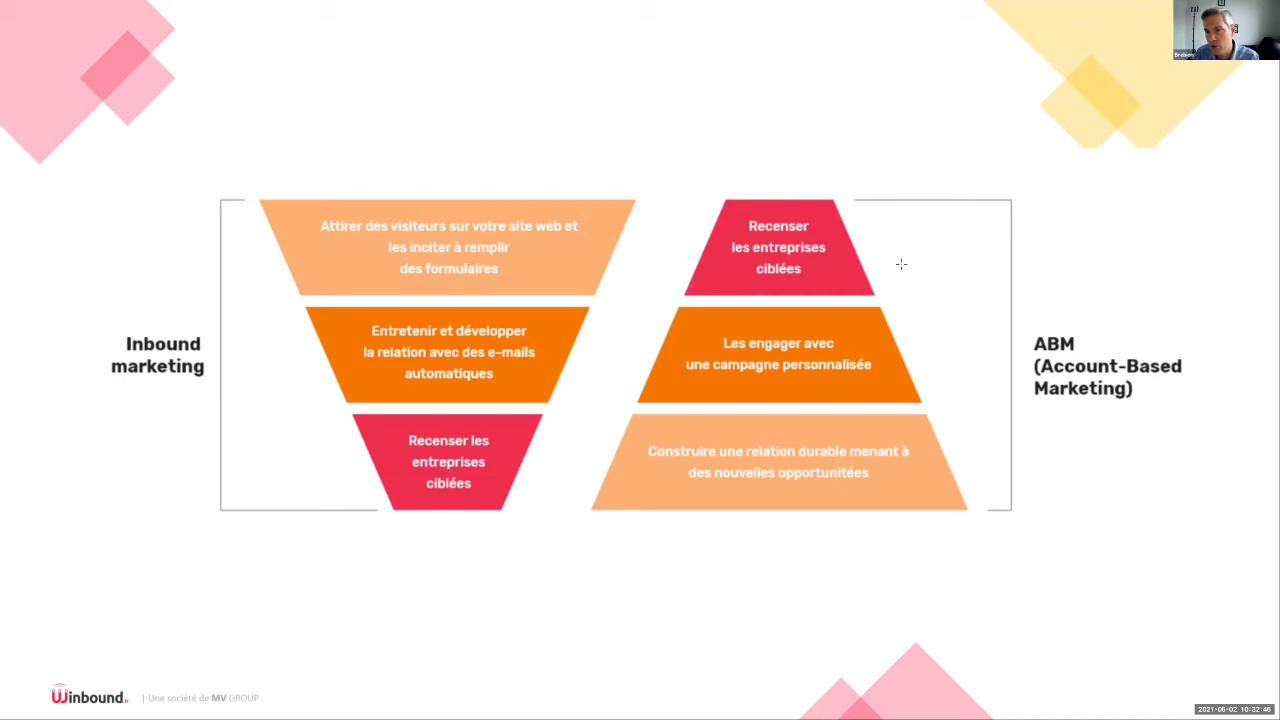 Attirer des visiteurs sur votre site web et
les inciter à remplir
des formulaires
Entretenir et développer
la relation avec des e-mails
automatiques
Recenser les
entreprises
ciblées
Inbound
marketing
Recenser
les entreprises
ciblées
Les engager avec
une campagne personnalisée
Construire une relation durable menant à
des nouvelles opportunitées
ABM
(Account-Based
Marketing)
Winbound.fr
| Une société de MV GROUP
2021-06-02 10:32:46